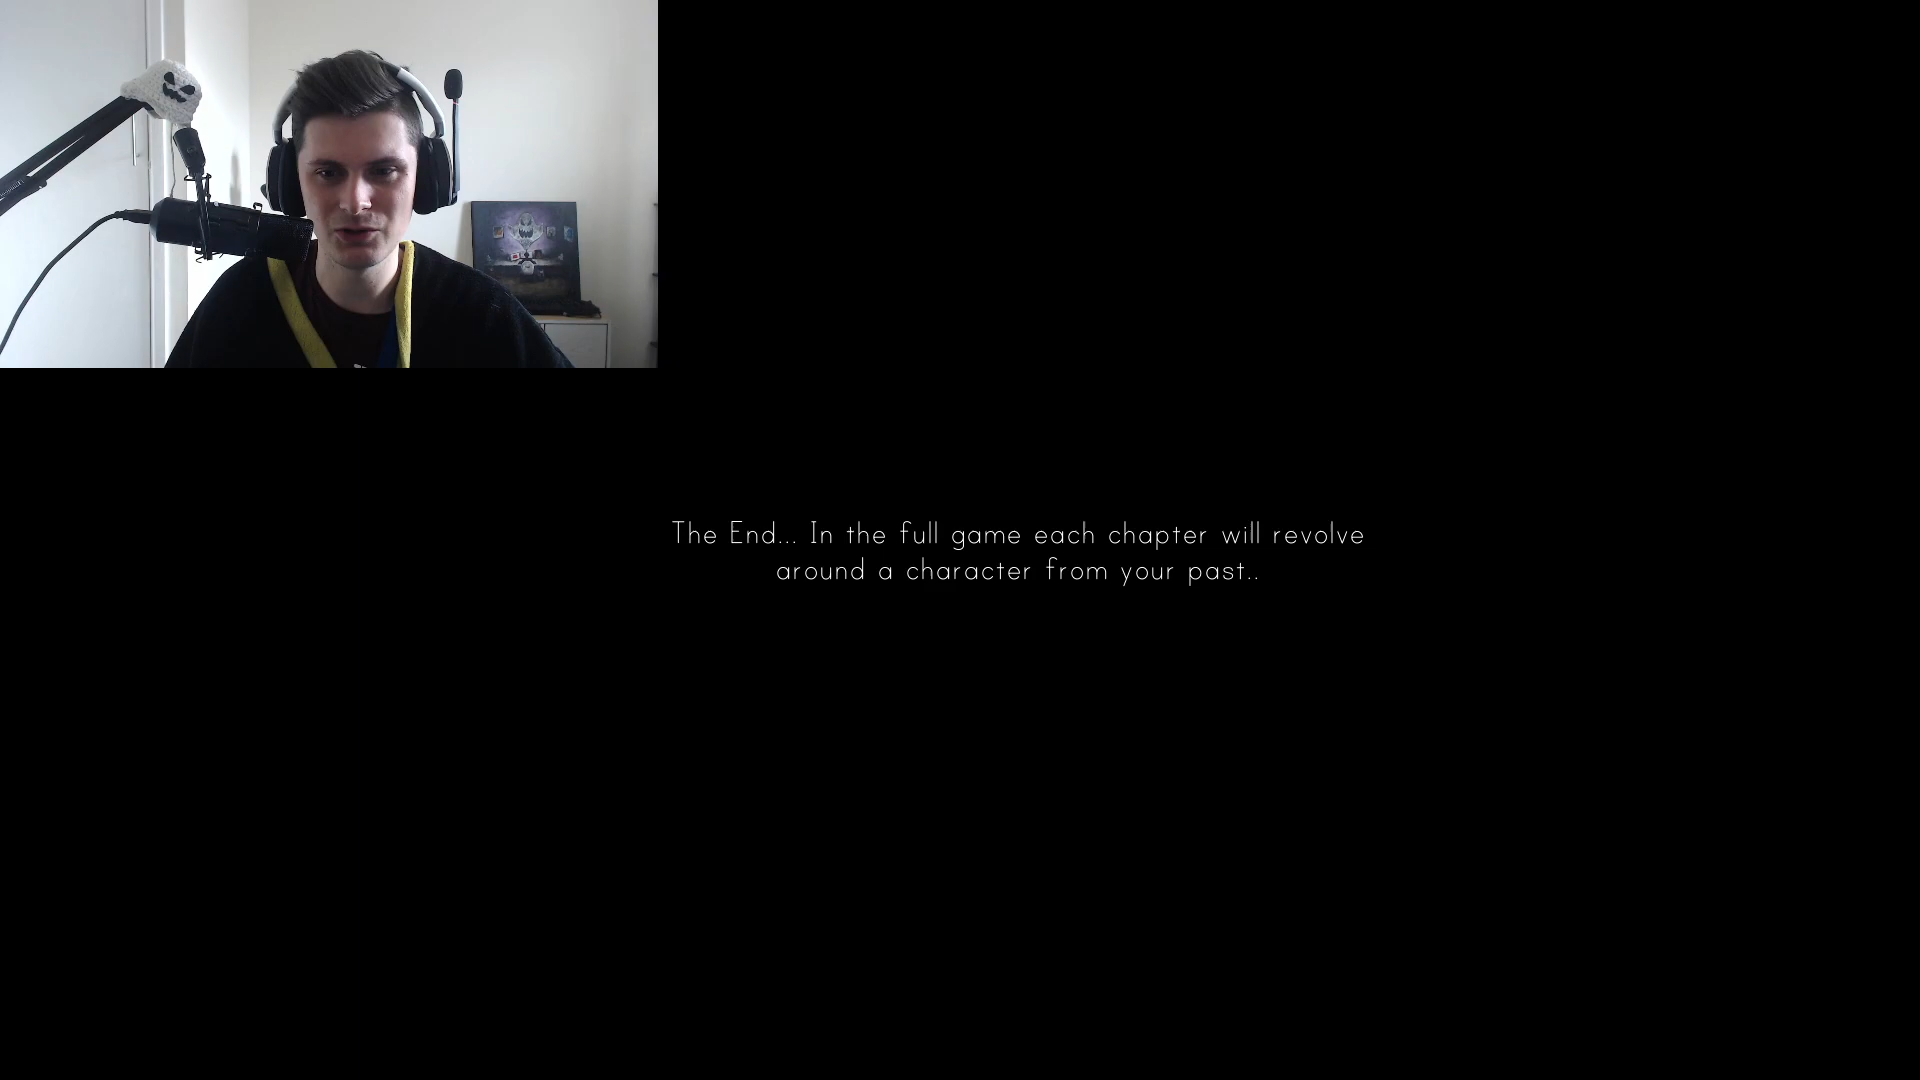 The End... In the full game each chapter will revolve
around a character from your past..